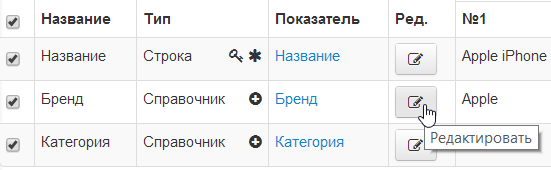 Название Тип Показатель Ред. №1
Название Строка Название Apple iPhone
Бренд Справочник Бренд Apple
Категория Справочник Категория
Редактировать